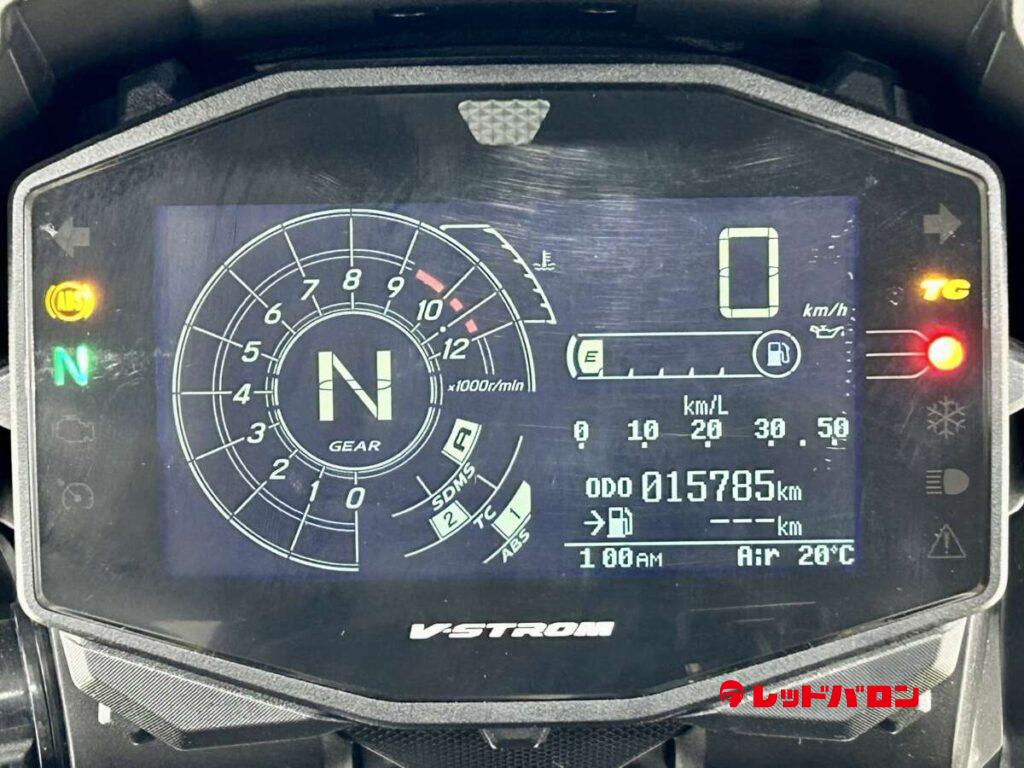 0
km/h
ABS
TC
N
0 1 2 3 4 5 6 7 8 9 10 12
x1000r/min
N
GEAR
E
km/L
0 10 20 30 . 50
A
SDMS
2
TC
1
ABS
ODO 015785km
→ ---km
1:00AM Air 20°C
V-STROM
レッドバロン